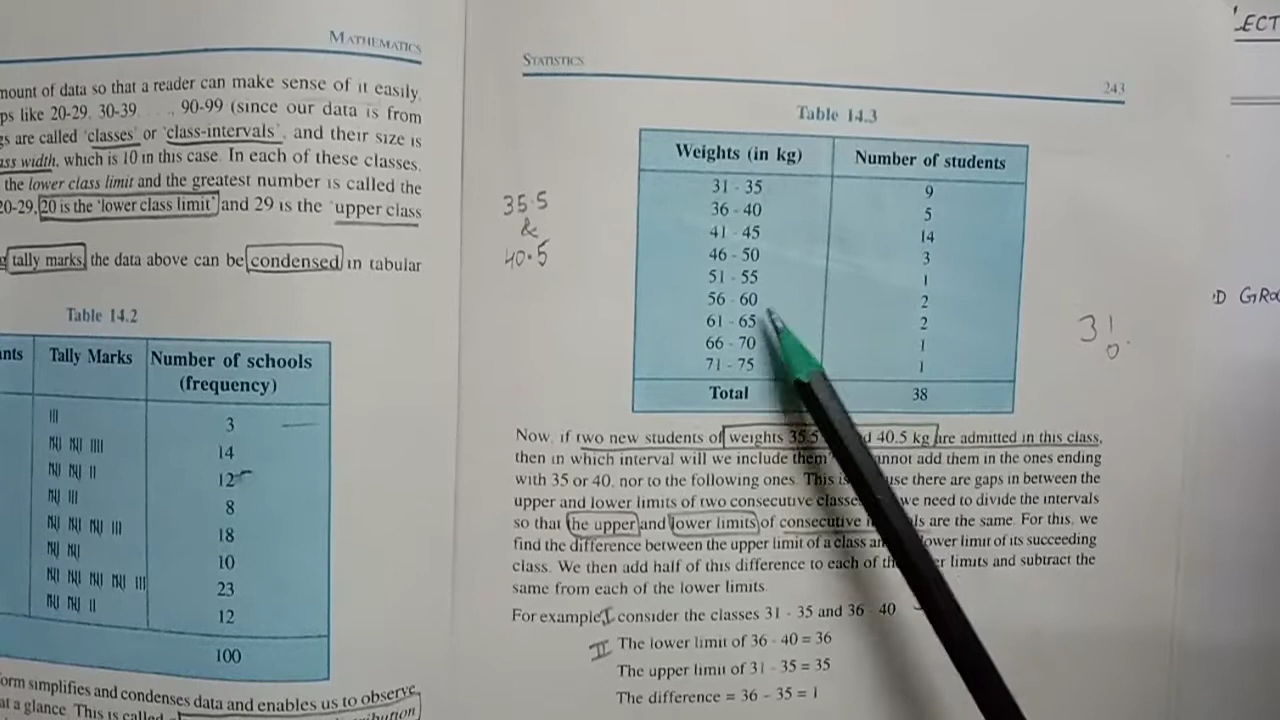 MATHEMATICS
mount of data so that a reader can make sense of it easily.
ps like 20-29, 30-39, . . ., 90-99 (since our data is from
gs are called 'classes' or 'class-intervals', and their size is
ass width, which is 10 in this case. In each of these classes,
the lower class limit and the greatest number is called the
20-29, 20 is the 'lower class limit' and 29 is the 'upper class
g tally marks, the data above can be condensed in tabular
Table 14.2
ants Tally Marks Number of schools
(frequency)
3
14
12
8
18
10
23
12
100
orm simplifies and condenses data and enables us to observe
at a glance. This is called
STATISTICS
243
Table 14.3
Weights (in kg) Number of students
31 - 35 9
36 - 40 5
41 - 45 14
46 - 50 3
51 - 55 1
56 - 60 2
61 - 65 2
66 - 70 1
71 - 75 1
Total 38
35.5
&
40.5
Now, if two new students of weights 35.5 40.5 kg are admitted in this class,
then in which interval will we include them? cannot add them in the ones ending
with 35 or 40, nor to the following ones. This is there are gaps in between the
upper and lower limits of two consecutive classes. we need to divide the intervals
so that the upper and lower limits of consecutive are the same. For this, we
find the difference between the upper limit of a class lower limit of its succeeding
class. We then add half of this difference to each of the limits and subtract the
same from each of the lower limits.
For example, I consider the classes 31 - 35 and 36 - 40
II The lower limit of 36 - 40 = 36
The upper limit of 31 - 35 = 35
The difference = 36 – 35 = 1
LECT
D GRO